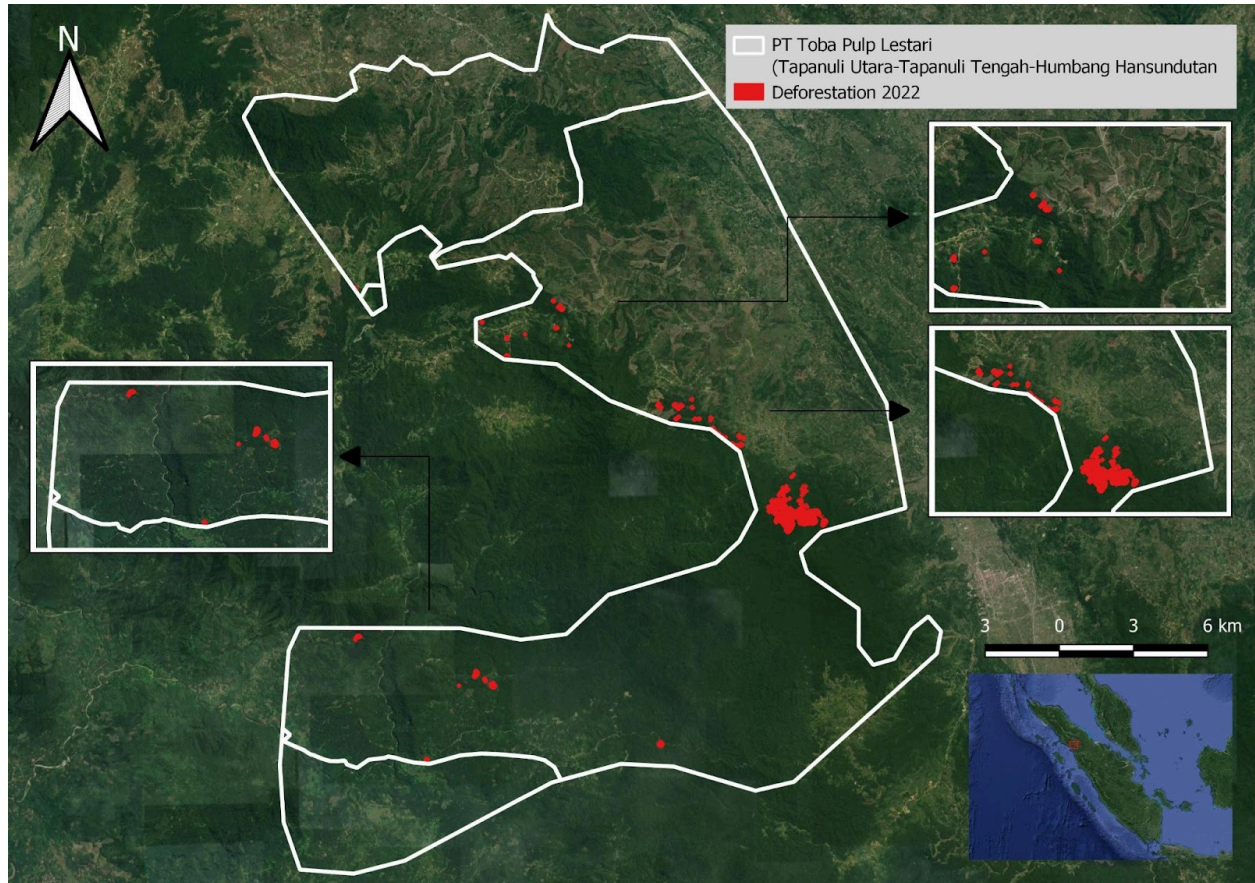 N
PT Toba Pulp Lestari
(Tapanuli Utara-Tapanuli Tengah-Humbang Hansundutan
Deforestation 2022
3 0 3 6 km